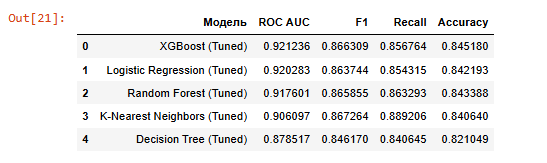 Out[21]:
Модель ROC AUC F1 Recall Accuracy
0 XGBoost (Tuned) 0.921236 0.866309 0.856764 0.845180
1 Logistic Regression (Tuned) 0.920283 0.863744 0.854315 0.842193
2 Random Forest (Tuned) 0.917601 0.865855 0.863293 0.843388
3 K-Nearest Neighbors (Tuned) 0.906097 0.867264 0.889206 0.840640
4 Decision Tree (Tuned) 0.878517 0.846170 0.840645 0.821049